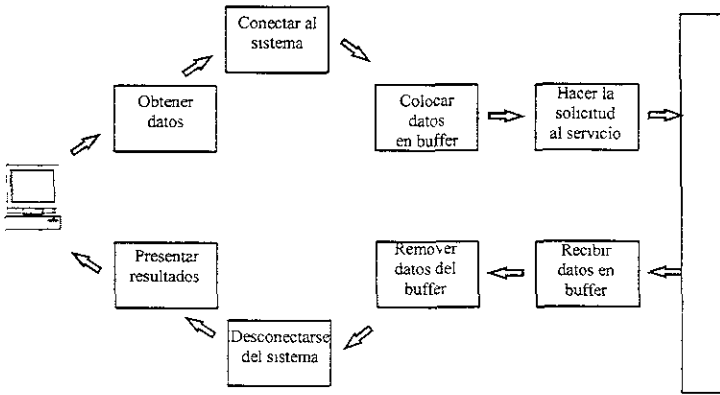 Conectar al
sistema
Obtener
datos
Colocar
datos
en buffer
Hacer la
solicitud
al servicio
Presentar
resultados
Remover
datos del
buffer
Recibir
datos en
buffer
Desconectarse
del sistema